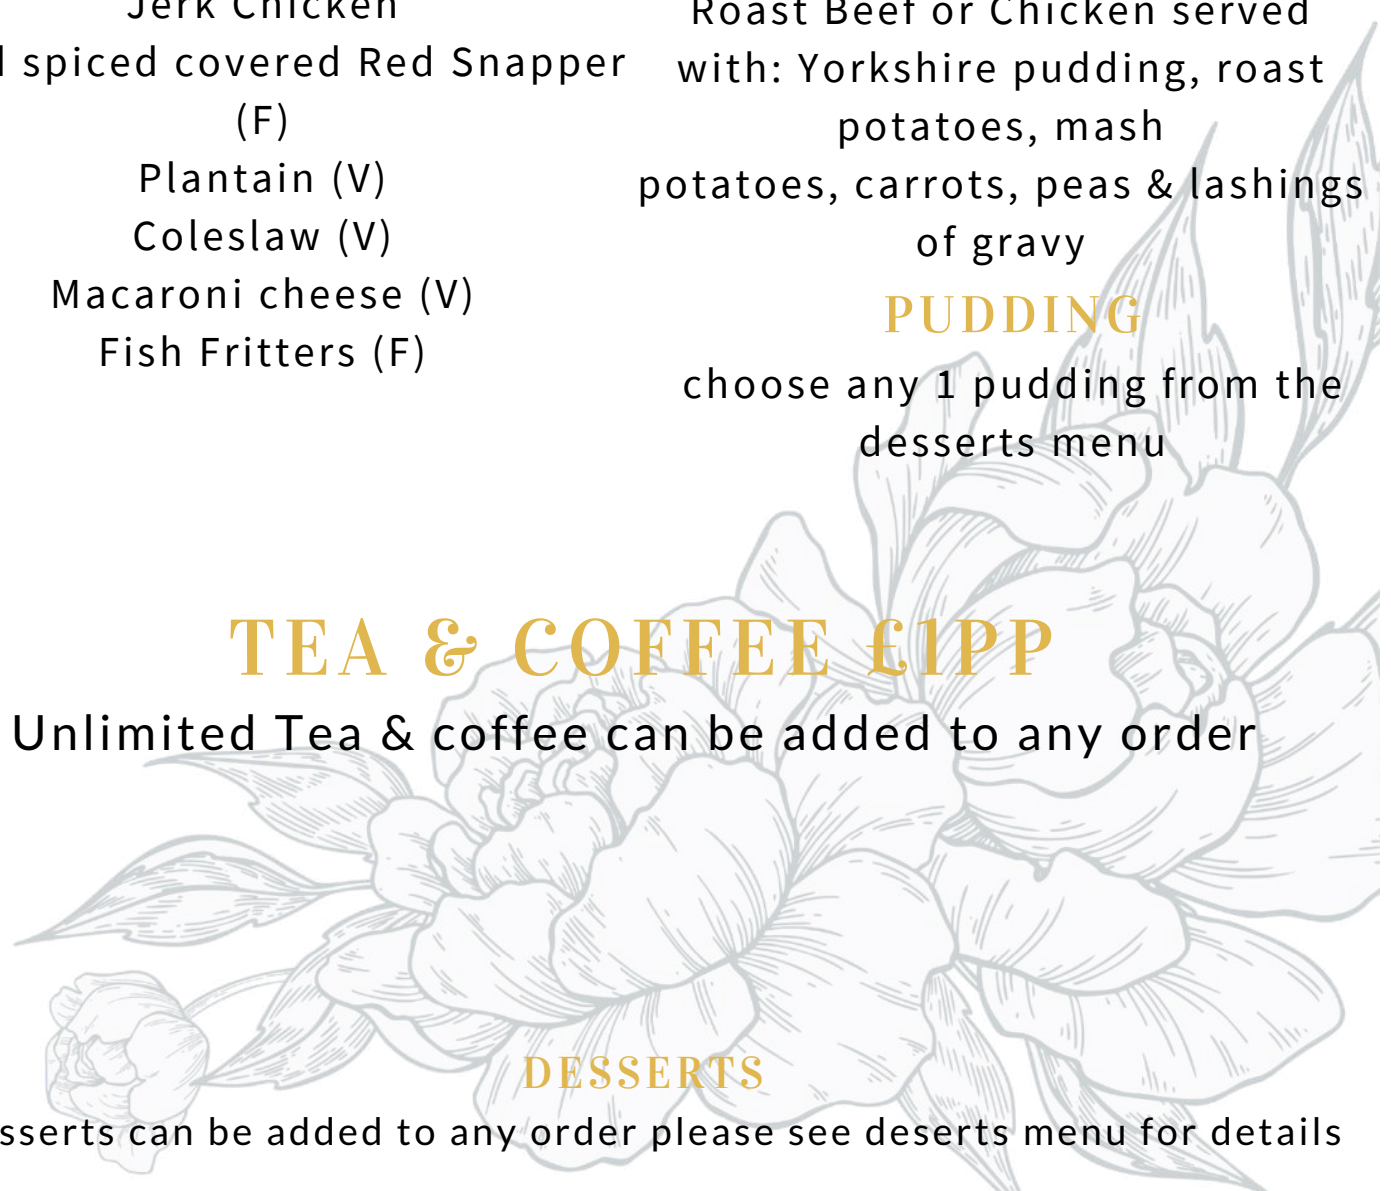 Jerk Chicken
spiced covered Red Snapper
(F)
Plantain (V)
Coleslaw (V)
Macaroni cheese (V)
Fish Fritters (F)
Roast Beef or Chicken served
with: Yorkshire pudding, roast
potatoes, mash
potatoes, carrots, peas & lashings
of gravy
PUDDING
choose any 1 pudding from the
desserts menu
TEA & COFFEE £1PP
Unlimited Tea & coffee can be added to any order
DESSERTS
sserts can be added to any order please see deserts menu for details